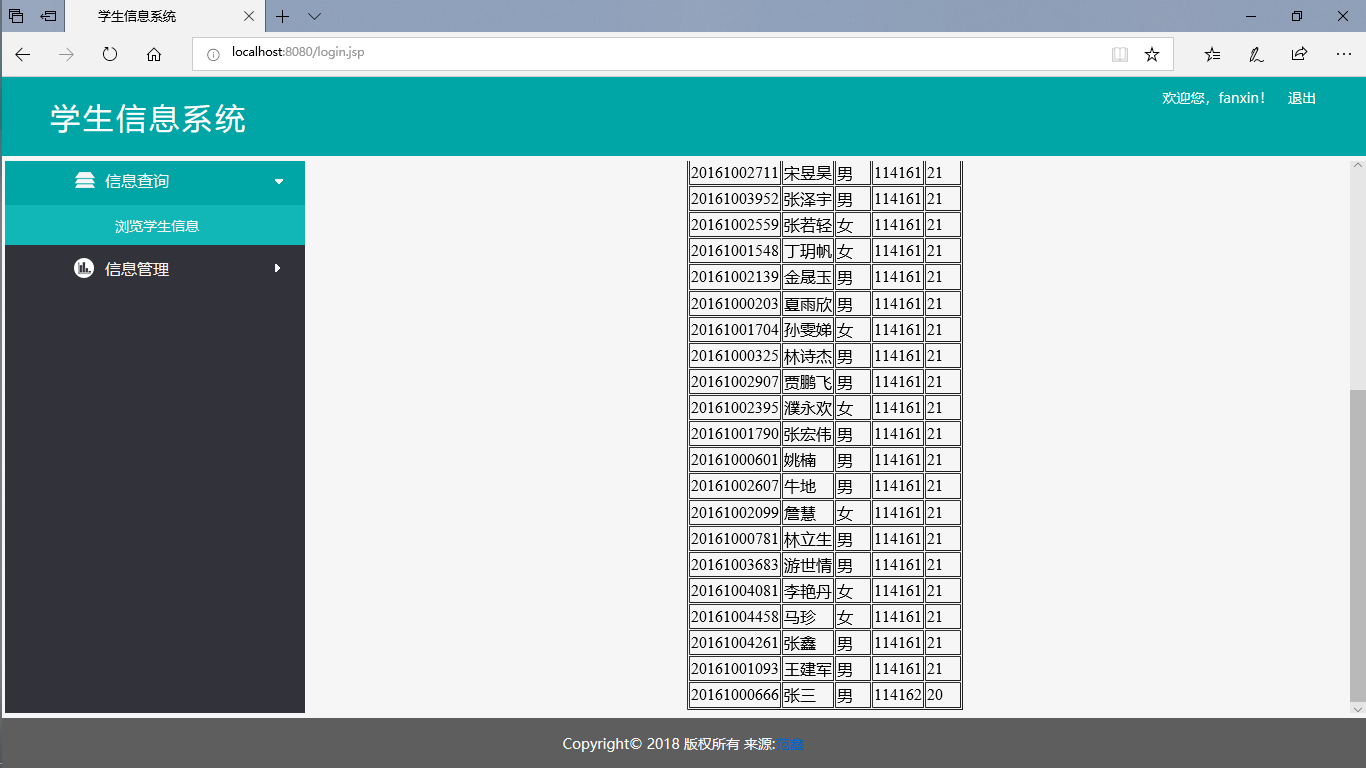 学生信息系统
localhost:8080/login.jsp
学生信息系统
欢迎您，fanxin！ 退出
信息查询
浏览学生信息
信息管理
20161002711 宋昱昊 男 114161 21
20161003952 张泽宇 男 114161 21
20161002559 张若轻 女 114161 21
20161001548 丁玥帆 女 114161 21
20161002139 金晟玉 男 114161 21
20161000203 夏雨欣 男 114161 21
20161001704 孙雯娣 女 114161 21
20161000325 林诗杰 男 114161 21
20161002907 贾鹏飞 男 114161 21
20161002395 濮永欢 女 114161 21
20161001790 张宏伟 男 114161 21
20161000601 姚楠 男 114161 21
20161002607 牛地 男 114161 21
20161002099 詹慧 女 114161 21
20161000781 林立生 男 114161 21
20161003683 游世情 男 114161 21
20161004081 李艳丹 女 114161 21
20161004458 马珍 女 114161 21
20161004261 张鑫 男 114161 21
20161001093 王建军 男 114161 21
20161000666 张三 男 114162 20
Copyright© 2018 版权所有 来源: